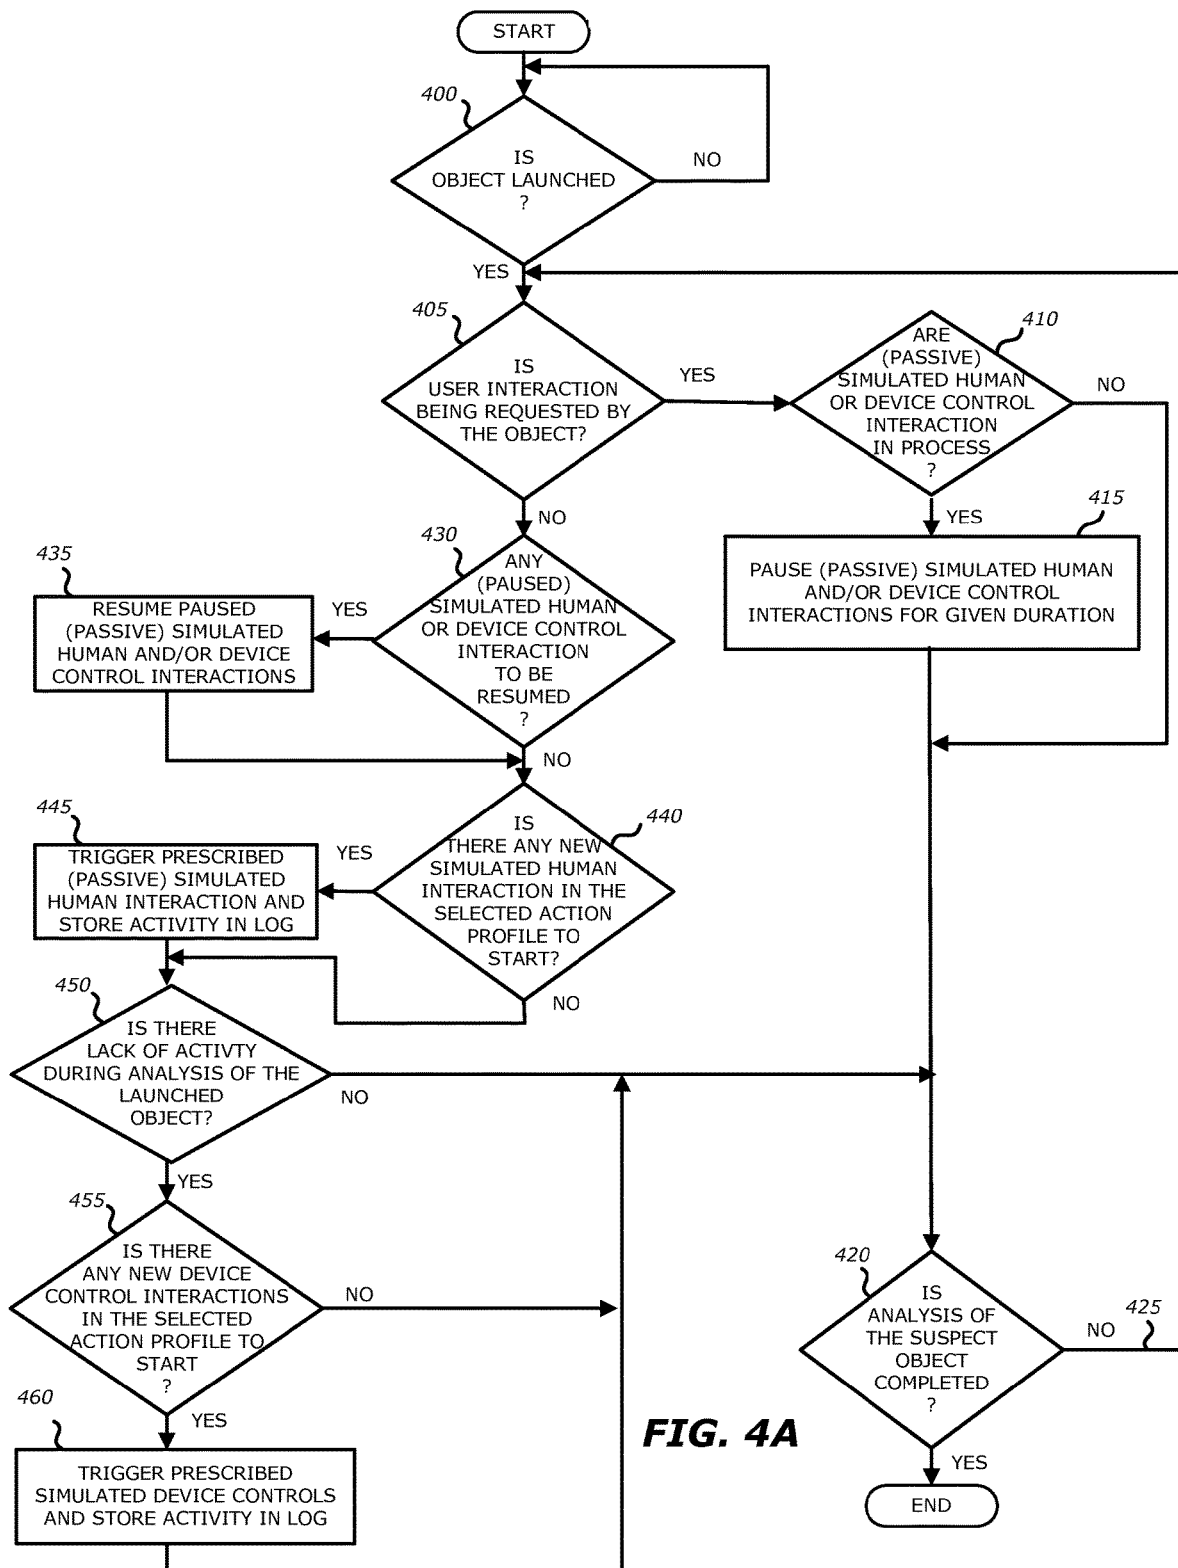 START
400
IS
OBJECT LAUNCHED
?
NO
YES
405
IS
USER INTERACTION
BEING REQUESTED BY
THE OBJECT?
YES
NO
410
ARE
(PASSIVE)
SIMULATED HUMAN
OR DEVICE CONTROL
INTERACTION
IN PROCESS
?
NO
YES
415
PAUSE (PASSIVE) SIMULATED HUMAN
AND/OR DEVICE CONTROL
INTERACTIONS FOR GIVEN DURATION
430
ANY
(PAUSED)
SIMULATED HUMAN
OR DEVICE CONTROL
INTERACTION
TO BE
RESUMED
?
YES
NO
435
RESUME PAUSED
(PASSIVE) SIMULATED
HUMAN AND/OR DEVICE
CONTROL INTERACTIONS
440
IS
THERE ANY NEW
SIMULATED HUMAN
INTERACTION IN THE
SELECTED ACTION
PROFILE TO
START?
YES
NO
445
TRIGGER PRESCRIBED
(PASSIVE) SIMULATED
HUMAN INTERACTION AND
STORE ACTIVITY IN LOG
450
IS THERE
LACK OF ACTIVTY
DURING ANALYSIS OF THE
LAUNCHED
OBJECT?
NO
YES
455
IS THERE
ANY NEW DEVICE
CONTROL INTERACTIONS
IN THE SELECTED
ACTION PROFILE TO
START
?
NO
YES
460
TRIGGER PRESCRIBED
SIMULATED DEVICE CONTROLS
AND STORE ACTIVITY IN LOG
420
IS
ANALYSIS OF
THE SUSPECT
OBJECT
COMPLETED
?
NO
425
YES
END
FIG. 4A